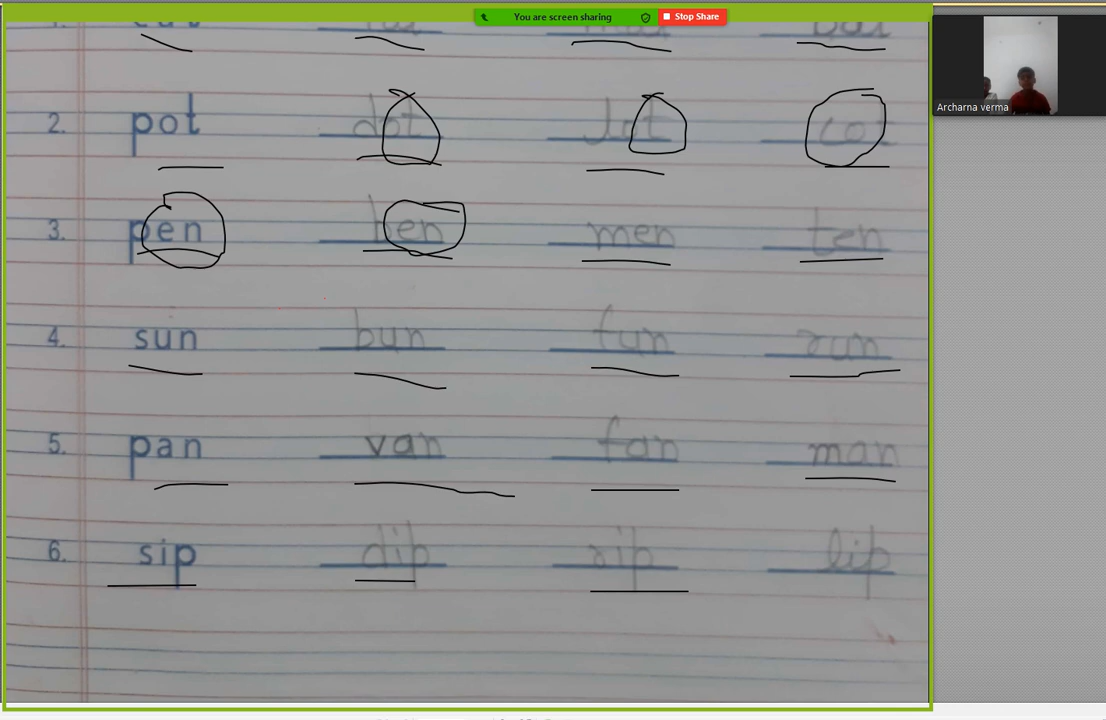 You are screen sharing Stop Share
Archarna verma
2. pot dot lot cot
3. pen hen men ten
4. sun bun fun run
5. pan van fan man
6. sip dip rip lip